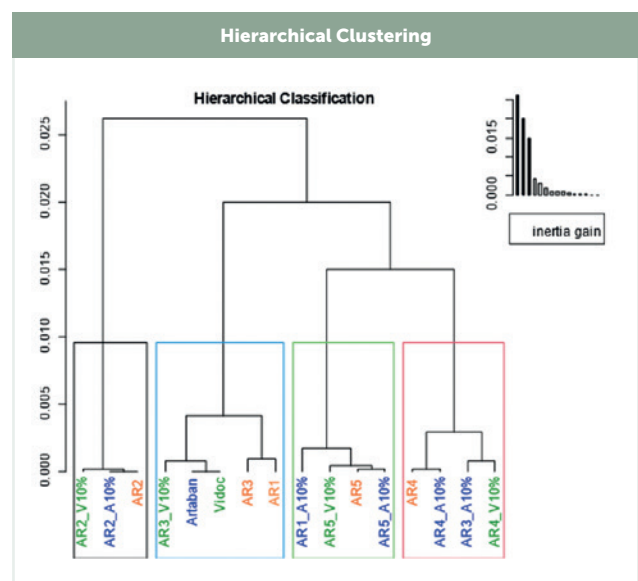 Hierarchical Clustering
Hierarchical Classification
0.025
0.020
0.015
0.010
0.005
0.000
0.015
0.000
inertia gain
AR2_V10%
AR2_A10%
AR2
AR3_V10%
Artaban
Vidoc
AR3
AR1
AR1_A10%
AR5_V10%
AR5
AR5_A10%
AR4
AR4_A10%
AR3_A10%
AR4_V10%